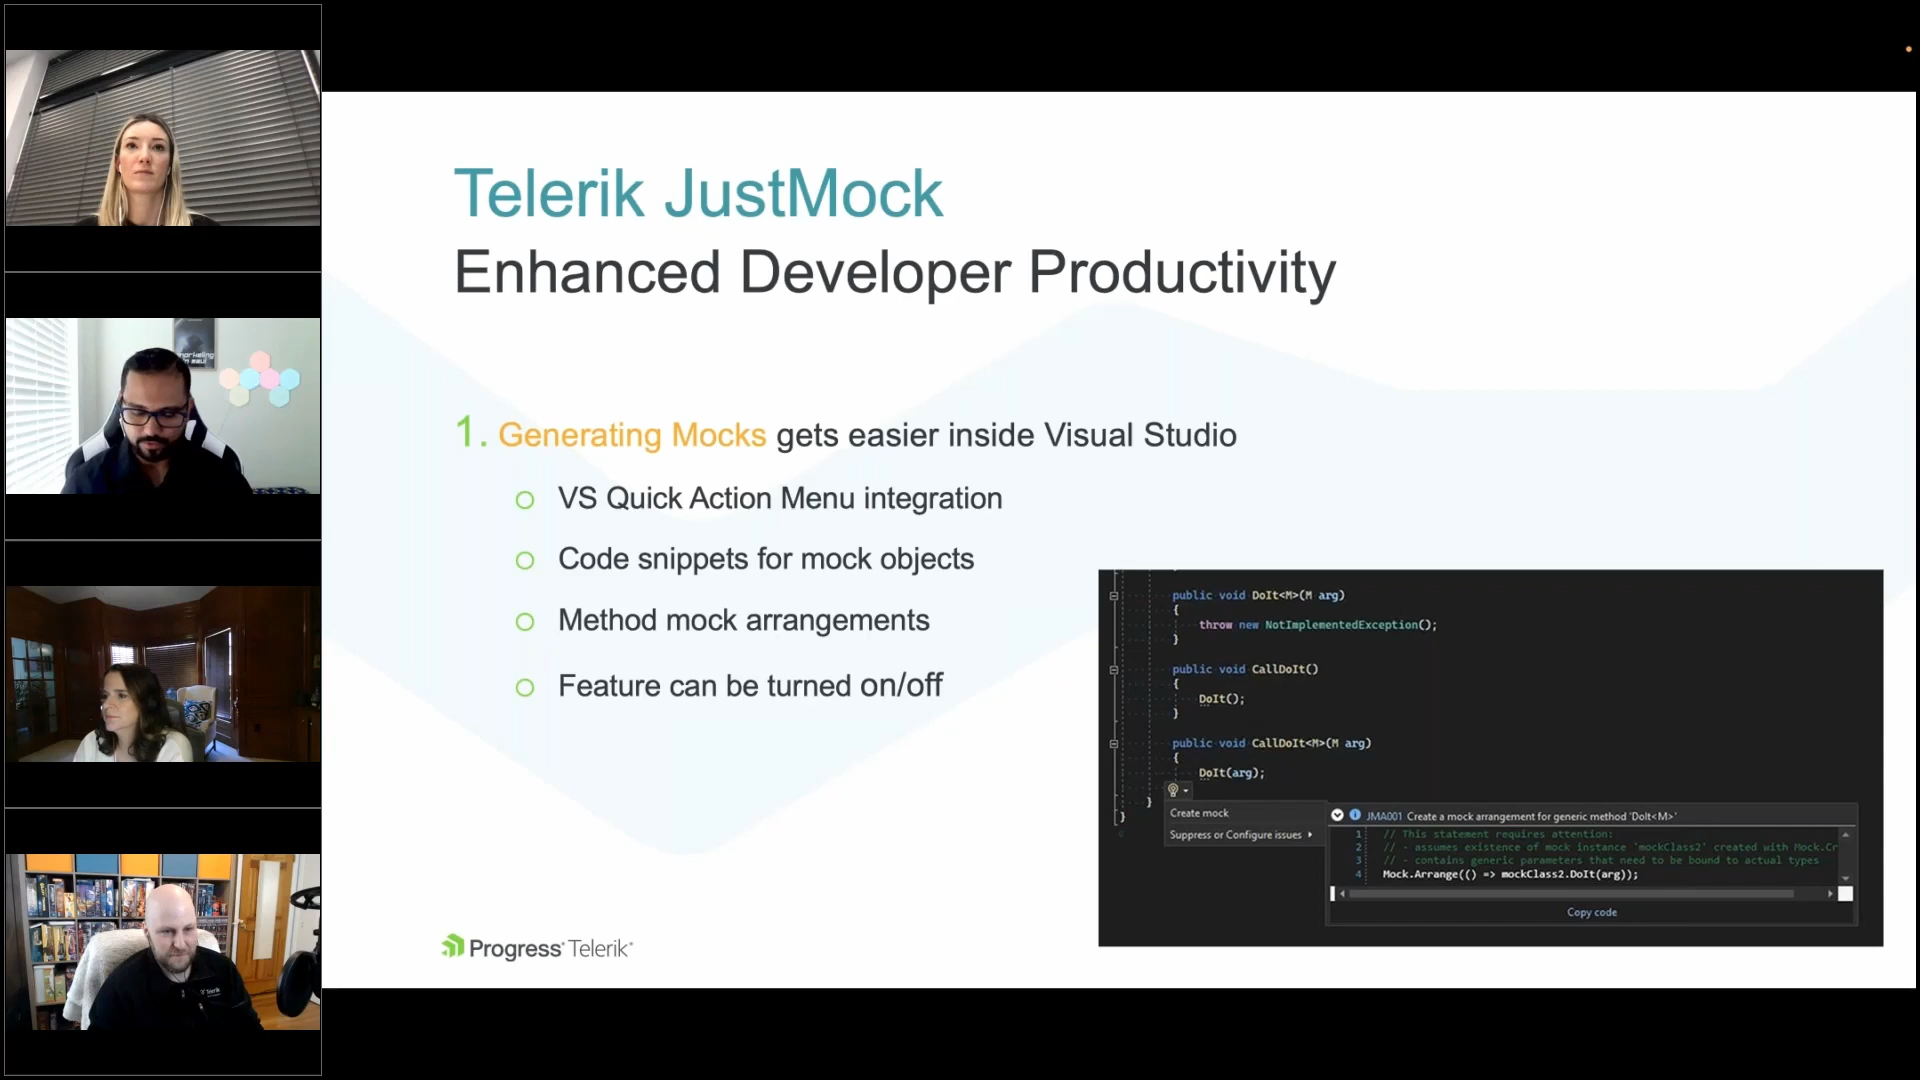 Telerik JustMock
Enhanced Developer Productivity
1. Generating Mocks gets easier inside Visual Studio
VS Quick Action Menu integration
Code snippets for mock objects
Method mock arrangements
Feature can be turned on/off
public void DoIt<M>(M arg)
{
throw new NotImplementedException();
}
public void CallDoIt()
{
DoIt();
}
public void CallDoIt<M>(M arg)
{
DoIt(arg);
}
}
Create mock
Suppress or Configure issues
JMA001 Create a mock arrangement for generic method 'DoIt<M>'
1 // This statement requires attention:
2 // - assumes existence of mock instance 'mockClass2' created with Mock.Cr
3 // - contains generic parameters that need to be bound to actual types
4 Mock.Arrange(() => mockClass2.DoIt(arg));
Copy code
Progress Telerik
Telerik